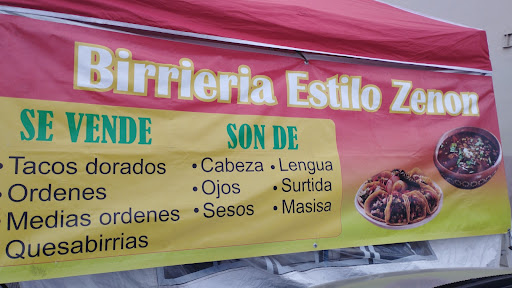 Birrieria Estilo Zenon
SE VENDE
• Tacos dorados
• Ordenes
• Medias ordenes
Quesabirrias
SON DE
• Cabeza • Lengua
• Ojos • Surtida
• Sesos • Masisa